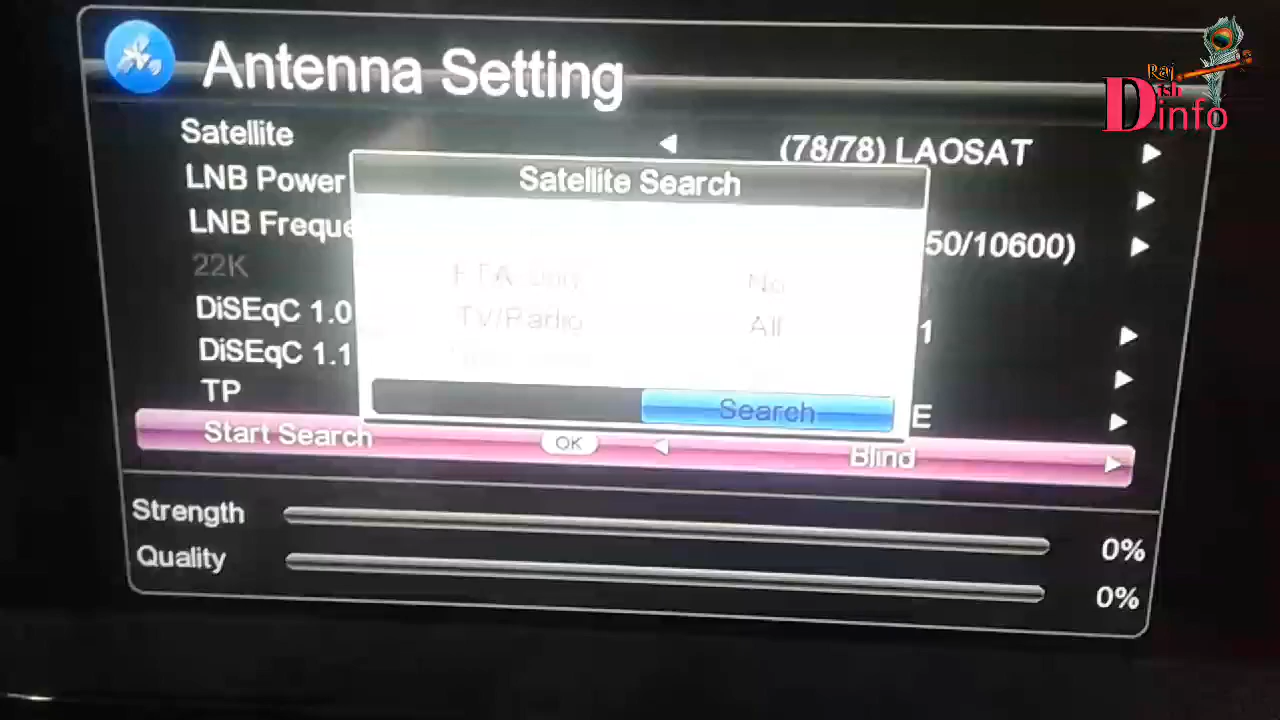 Raj
Dish
info
Antenna Setting
Satellite (78/78) LAOSAT
LNB Power
LNB Freque 50/10600)
22K
DiSEqC 1.0 1
DiSEqC 1.1
TP E
Start Search OK Blind
Satellite Search
FTA No
TV/Radio All
Search
Strength 0%
Quality 0%